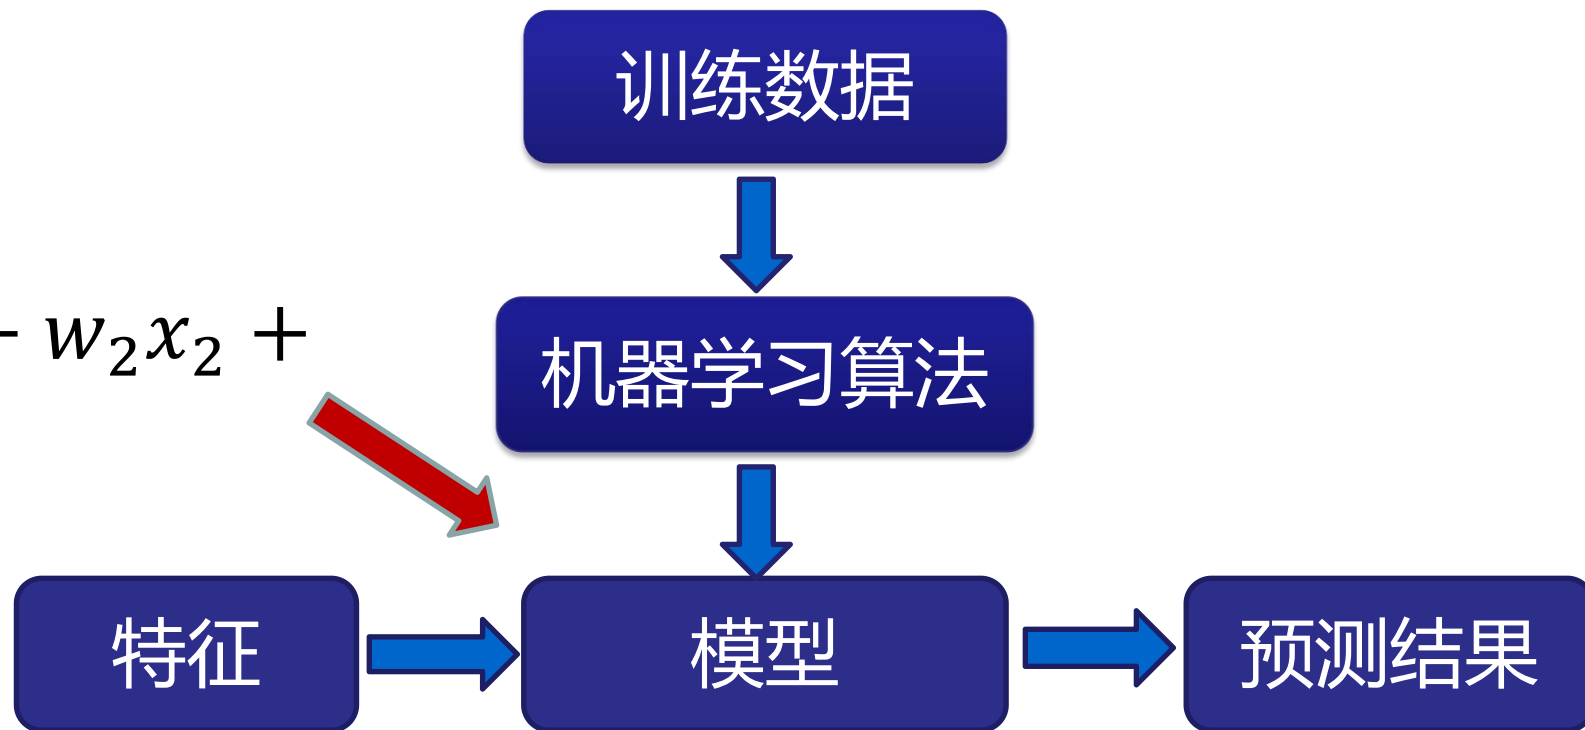 训练数据
+ w₂x₂ +
机器学习算法
特征
模型
预测结果